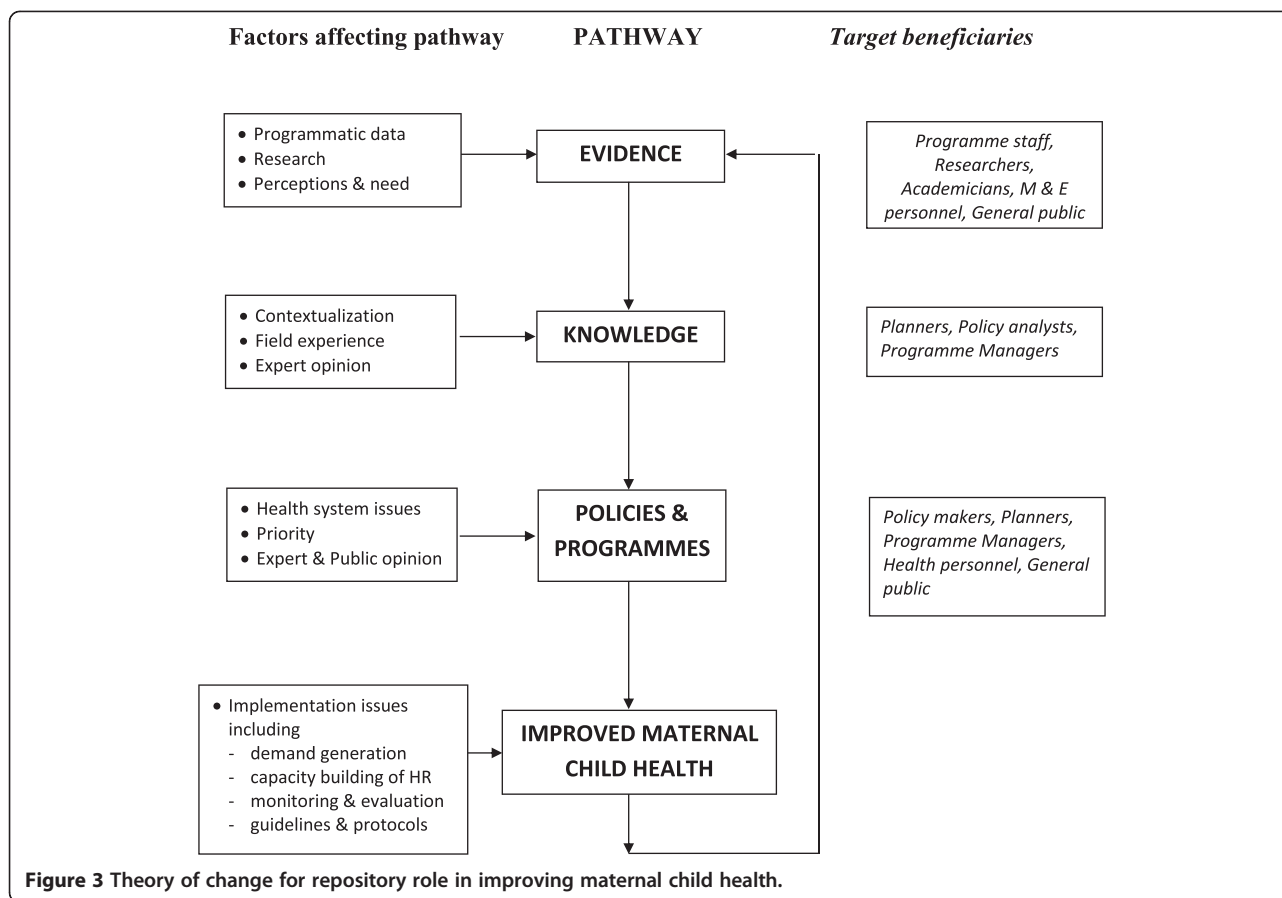 Factors affecting pathway
PATHWAY
Target beneficiaries
• Programmatic data
• Research
• Perceptions & need
EVIDENCE
Programme staff,
Researchers,
Academicians, M & E
personnel, General public
• Contextualization
• Field experience
• Expert opinion
KNOWLEDGE
Planners, Policy analysts,
Programme Managers
• Health system issues
• Priority
• Expert & Public opinion
POLICIES &
PROGRAMMES
Policy makers, Planners,
Programme Managers,
Health personnel, General
public
• Implementation issues
including
- demand generation
- capacity building of HR
- monitoring & evaluation
- guidelines & protocols
IMPROVED MATERNAL
CHILD HEALTH
Figure 3 Theory of change for repository role in improving maternal child health.